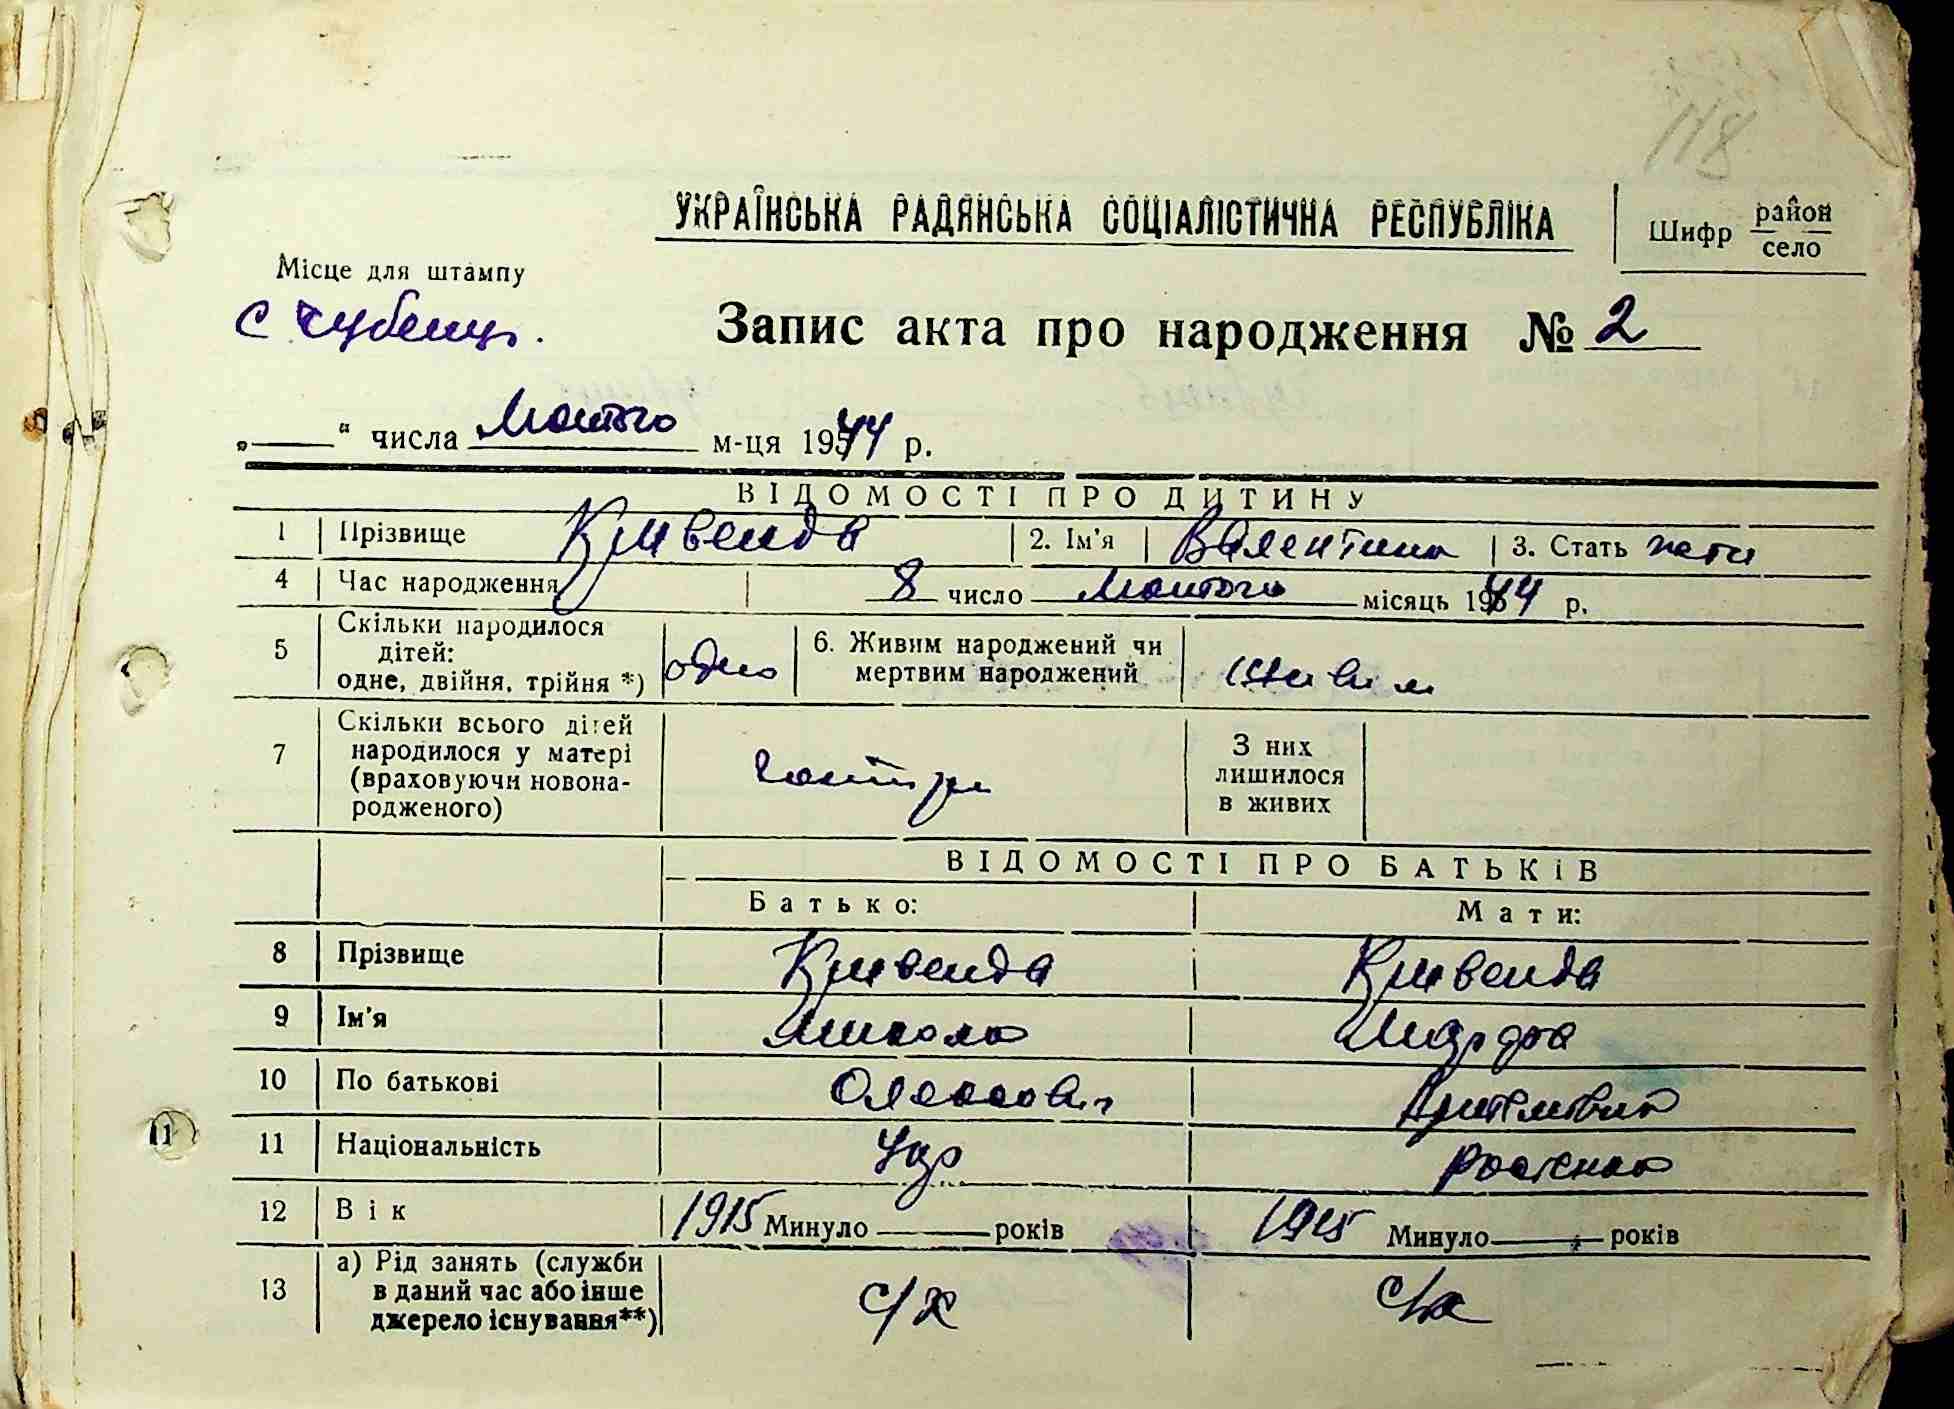 118
УКРАЇНСЬКА РАДЯНСЬКА СОЦІАЛІСТИЧНА РЕСПУБЛІКА
Шифр район село
Місце для штампу
с Чубенці.
Запис акта про народження № 2
„ “ числа Лютого м-ця 1944 р.
ВІДОМОСТІ ПРО ДИТИНУ
1 Прізвище Кривенда 2. Ім'я Валентина 3. Стать
4 Час народження 8 число Лютого місяць 1944 р.
5 Скільки народилося дітей: одне, двійня, трійня *) одно 6. Живим народжений чи мертвим народжений живим
7 Скільки всього дітей народилося у матері (враховуючи новонародженого) чотири З них лишилося в живих
ВІДОМОСТІ ПРО БАТЬКІВ
Батько: Мати:
8 Прізвище Кривенда Кривенда
9 Ім'я Микола
10 По батькові Олексович Артемовна
11 Національність Укр
12 Вік 1915 Минуло років 1915 Минуло років
13 а) Рід занять (служби в даний час або інше джерело існування**) с/х с/х
11